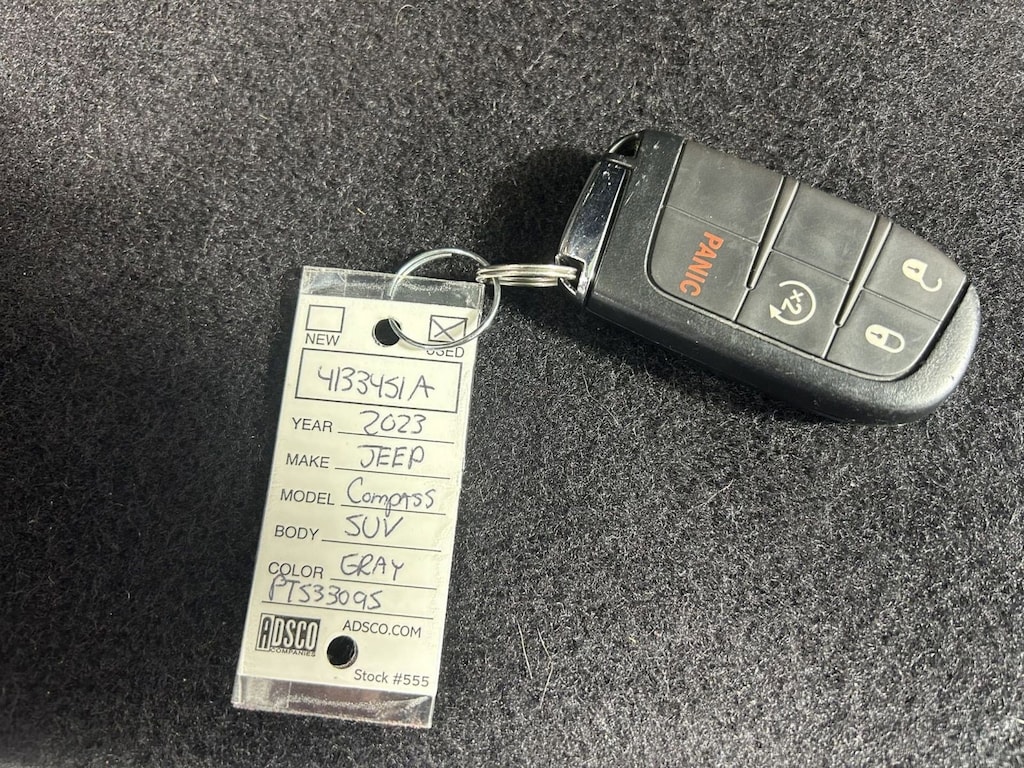 NEW USED
4133451A
YEAR 2023
MAKE JEEP
MODEL Compass
BODY SUV
COLOR GRAY
PT533095
ADSCO COMPANIES ADSCO.COM
Stock #555
PANIC
x2